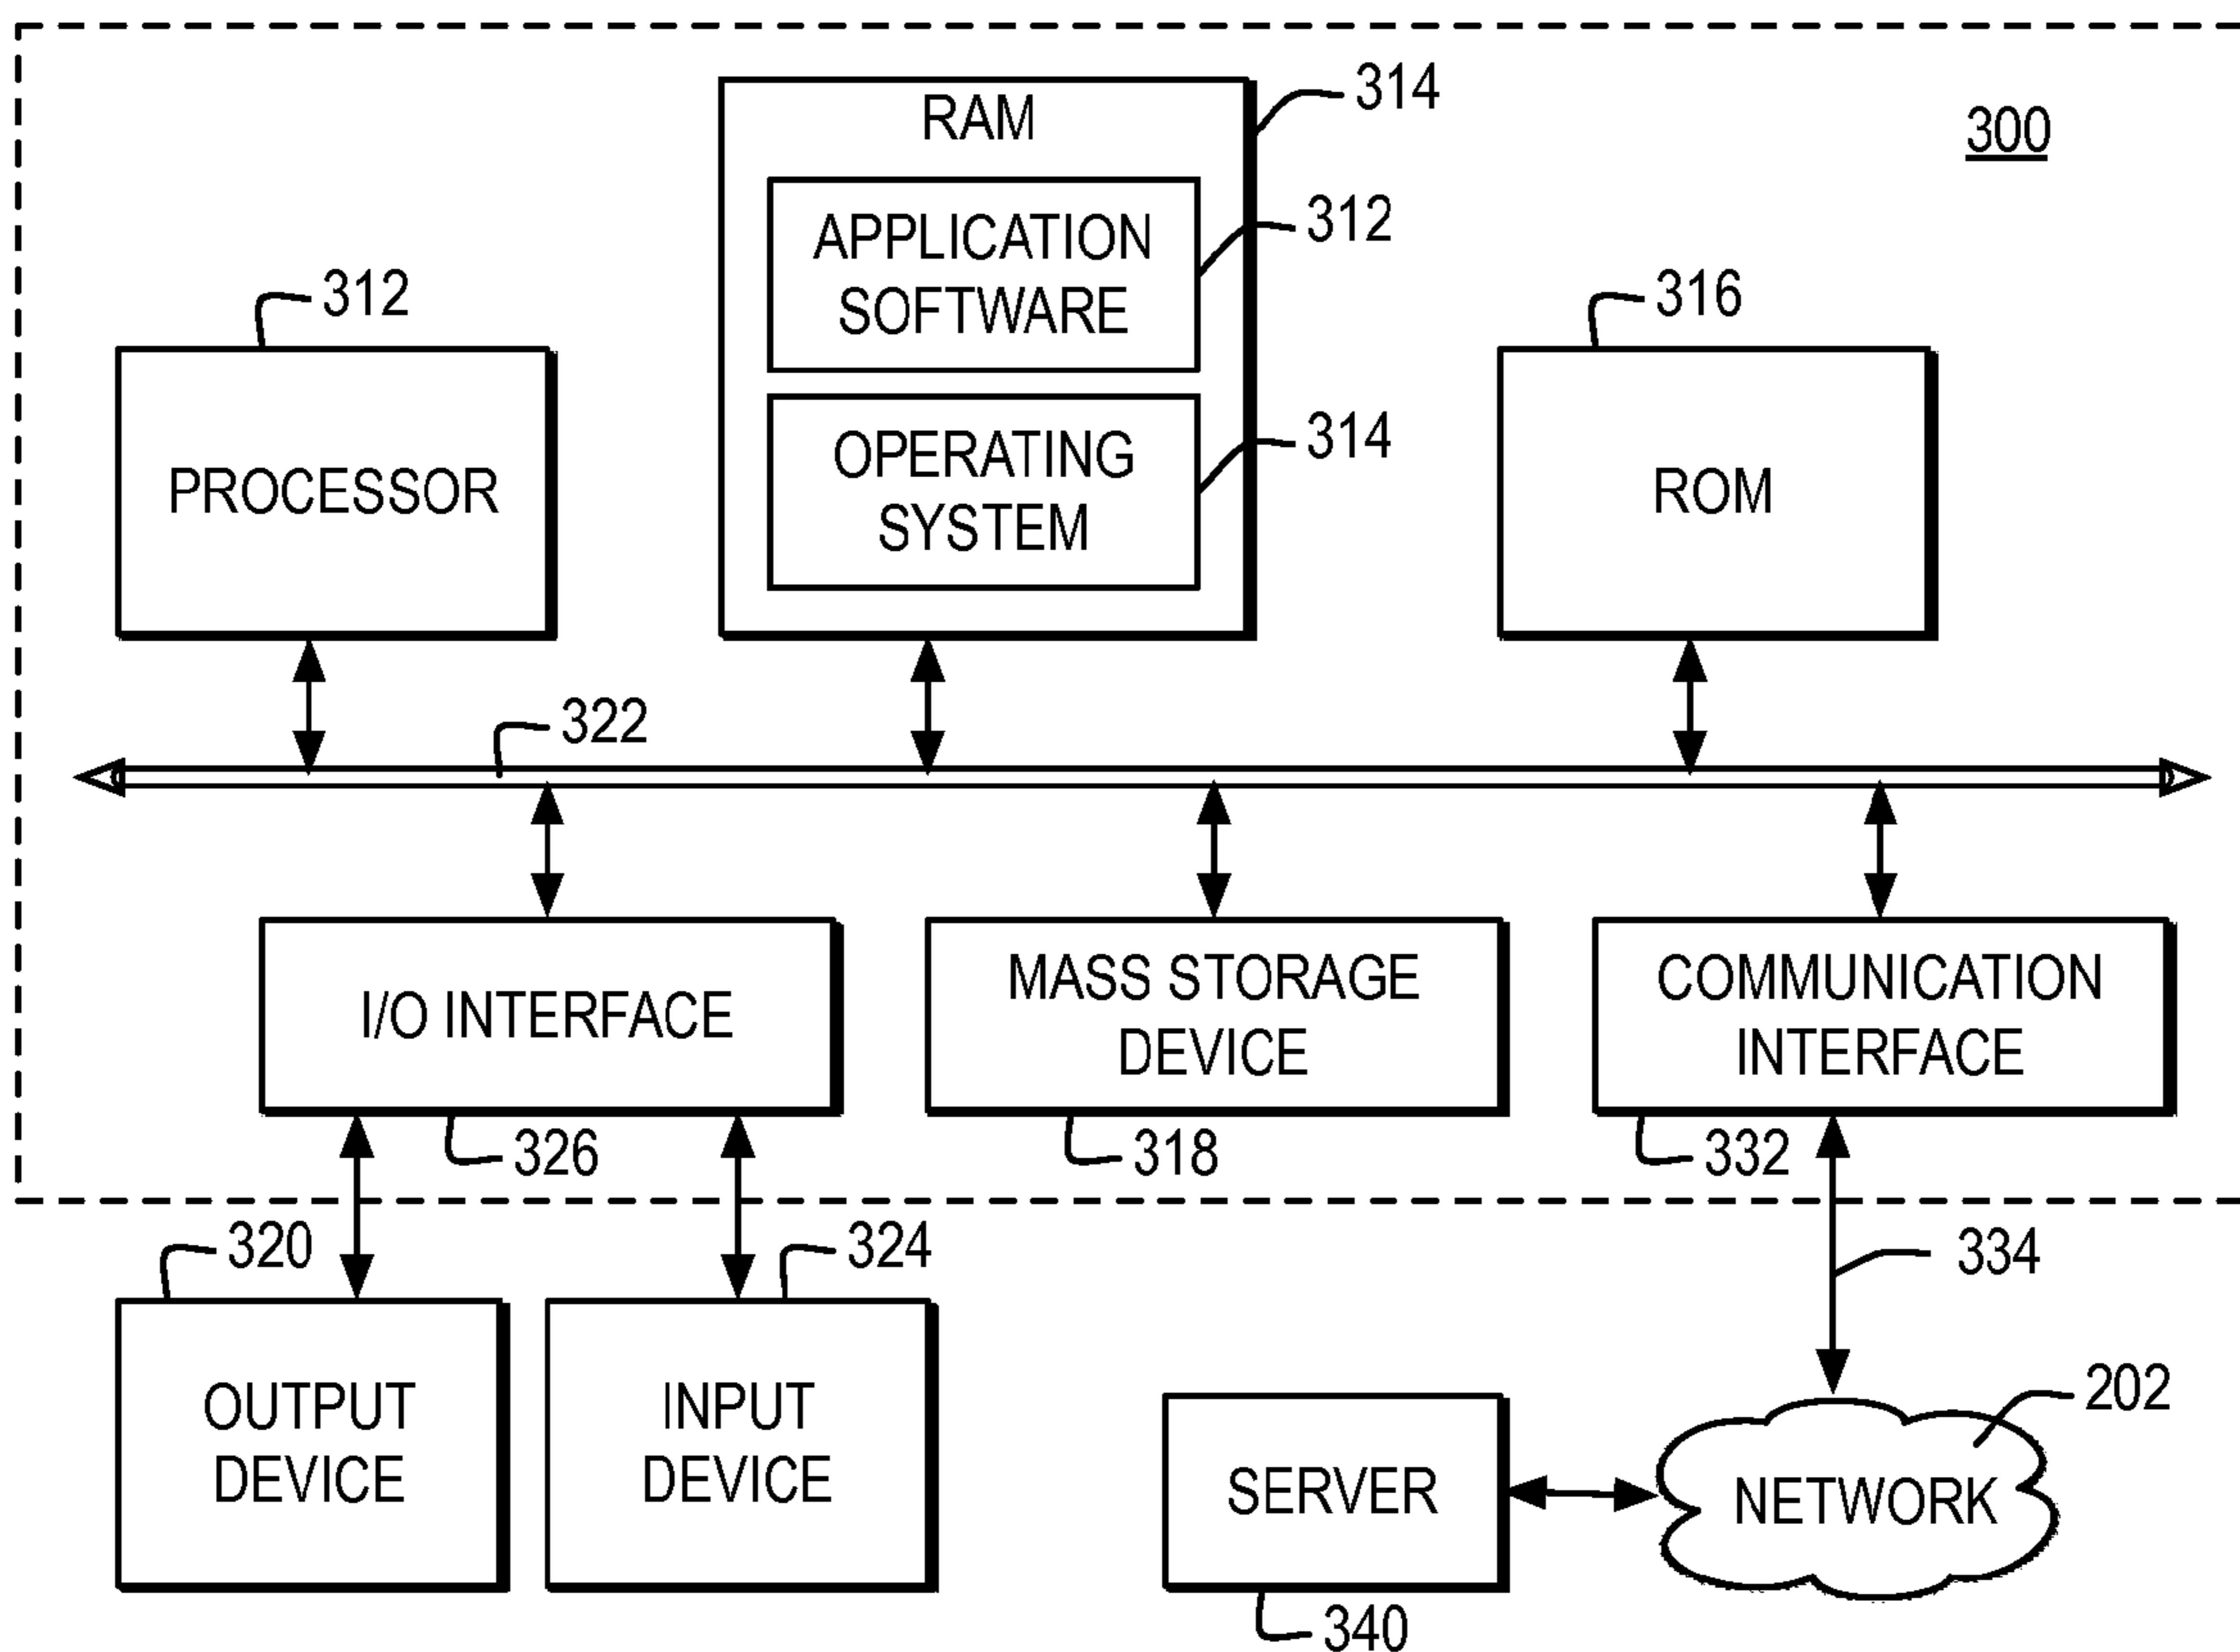 RAM
314
300
APPLICATION
SOFTWARE
312
312
316
OPERATING
SYSTEM
314
PROCESSOR
ROM
322
I/O INTERFACE
MASS STORAGE
DEVICE
COMMUNICATION
INTERFACE
326
318
332
320
324
334
OUTPUT
DEVICE
INPUT
DEVICE
SERVER
NETWORK
202
340